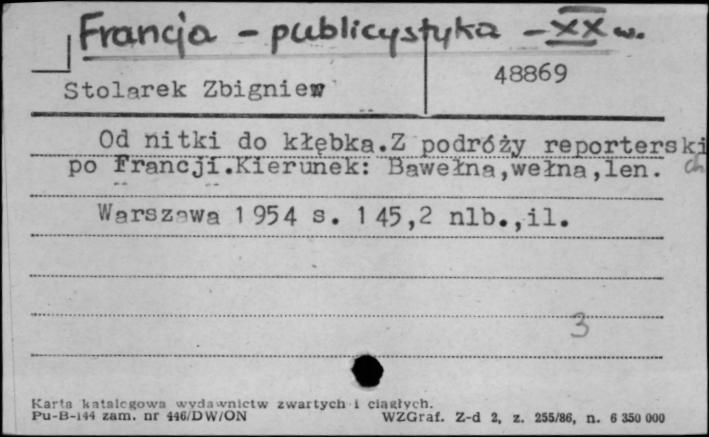 Francja - publicystyka - XX w.
48869
Stolarek Zbigniew
Od nitki do kłębka.Z podróży reporterski
po Francji.Kierunek: Bawełna,wełna,len. ch
Warszawa 1954 s. 145,2 nlb.,il.
3
Karta katalogowa wydawnictw zwartych i ciągłych.
Pu-B-144 zam. nr 446/DW/ON WZGraf. Z-d 2, z. 255/86, n. 6 350 000